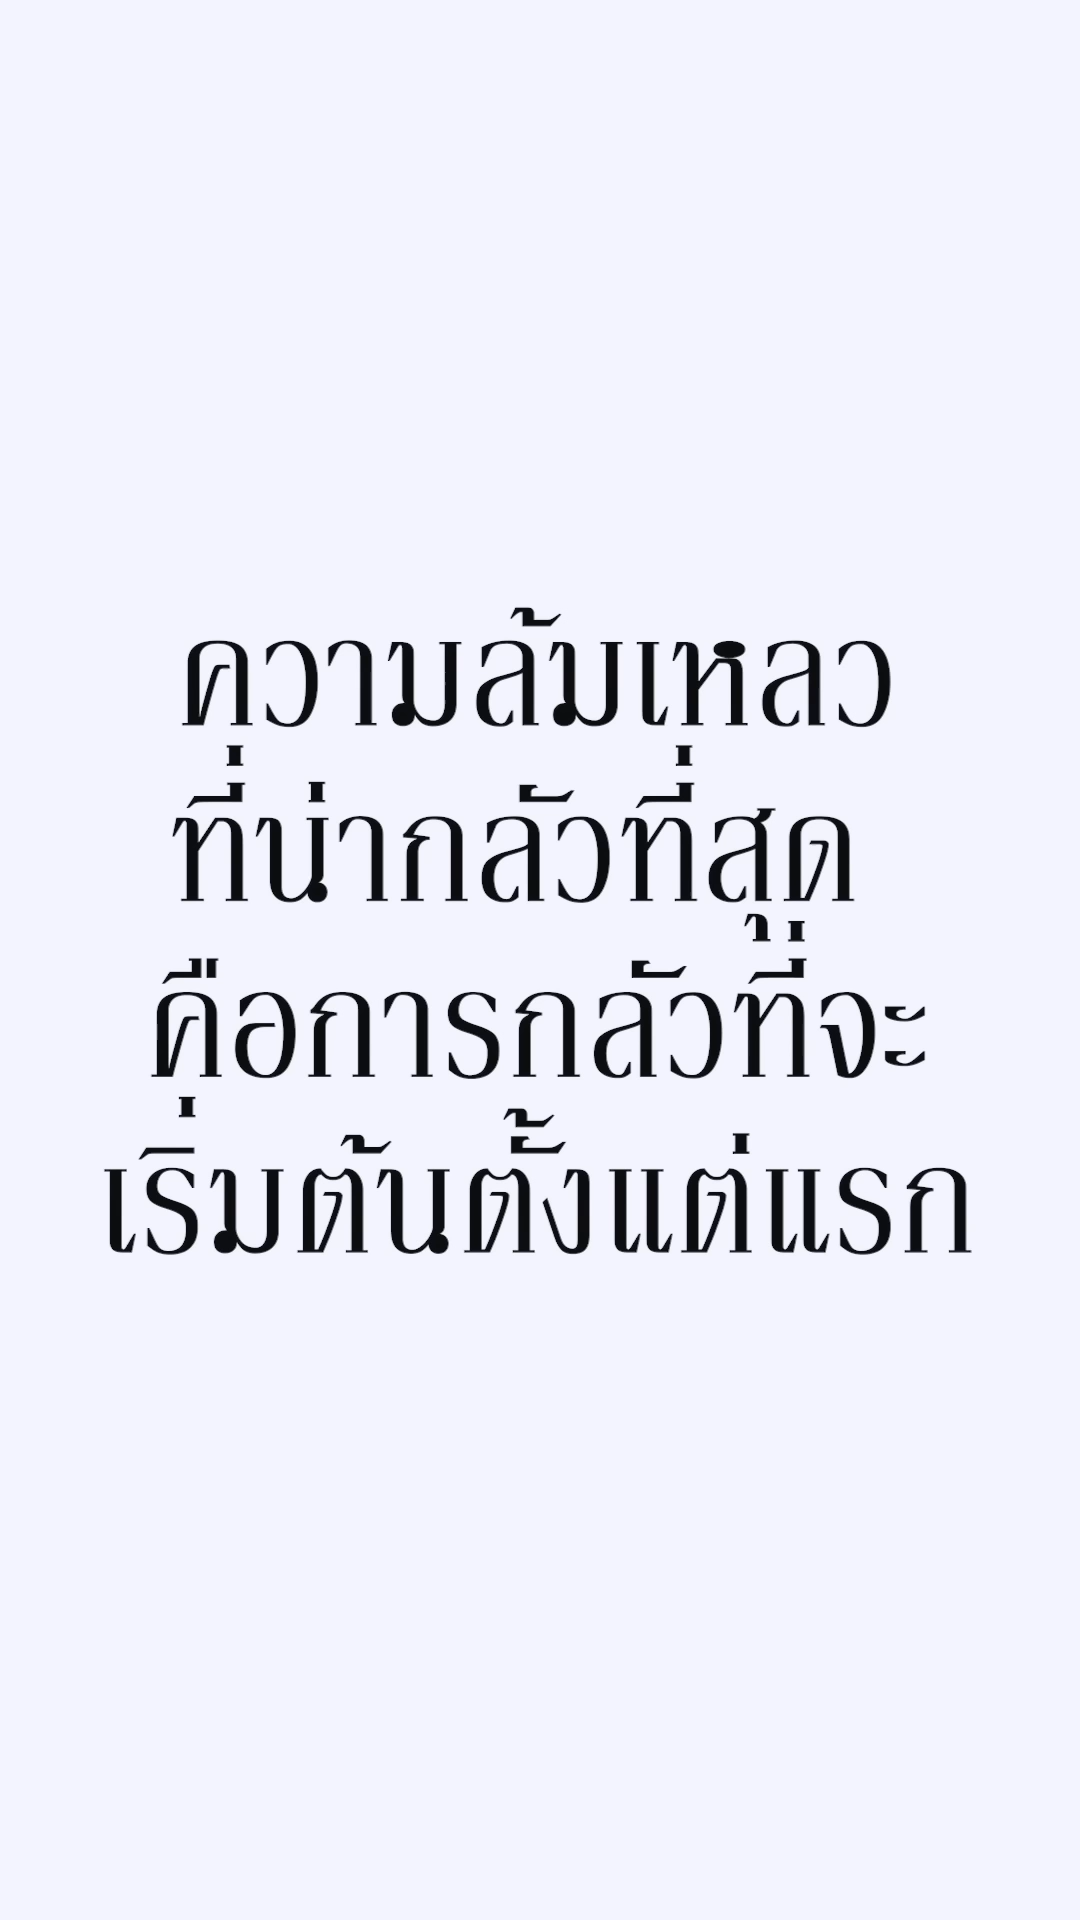 ความล้มเหลว
ที่น่ากลัวที่สุด
คือการกลัวที่จะ
เริ่มต้นตั้งแต่แรก